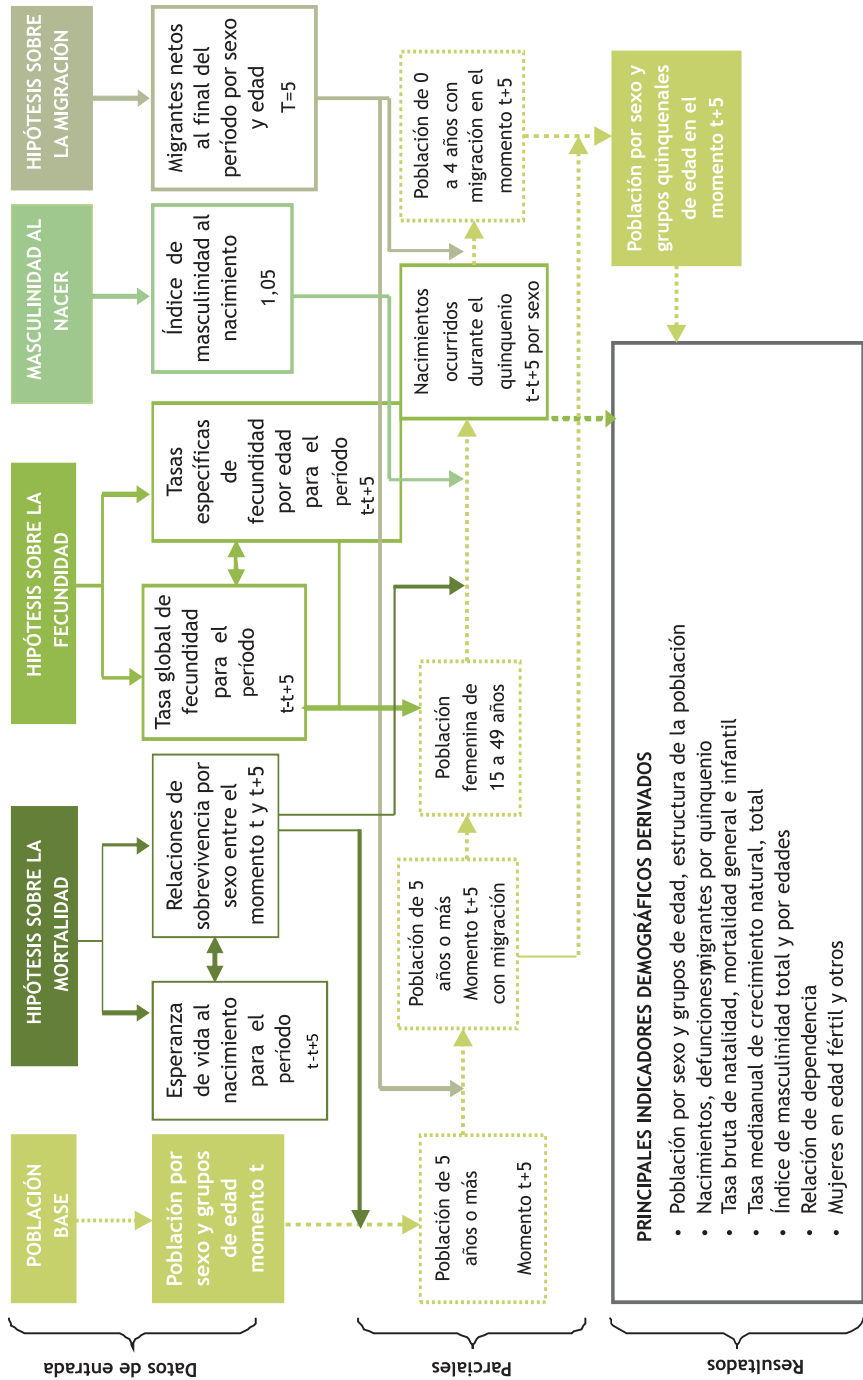 Datos de entrada
POBLACIÓN
BASE
HIPÓTESIS SOBRE LA
MORTALIDAD
HIPÓTESIS SOBRE LA
FECUNDIDAD
MASCULINIDAD AL
NACER
HIPÓTESIS SOBRE
LA MIGRACIÓN
Población por
sexo y grupos
de edad
momento t
Esperanza
de vida al
nacimiento
para el
período
t-t+5
Relaciones de
sobrevivencia por
sexo entre el
momento t y t+5
Tasa global de
fecundidad
para el
período
t-t+5
Tasas
específicas
de
fecundidad
por edad
para el
período
t-t+5
Índice de
masculinidad al
nacimiento
1,05
Migrantes netos
al final del
período por sexo
y edad
T=5
Parciales
Población de 5
años o más
Momento t+5
Población de 5
años o más
Momento t+5
con migración
Población
femenina de
15 a 49 años
Nacimientos
ocurridos
durante el
quinquenio
t-t+5 por sexo
Población de 0
a 4 años con
migración en el
momento t+5
Resultados
PRINCIPALES INDICADORES DEMOGRÁFICOS DERIVADOS
• Población por sexo y grupos de edad, estructura de la población
• Nacimientos, defunciones y migrantes por quinquenio
• Tasa bruta de natalidad, mortalidad general e infantil
• Tasa mediaanual de crecimiento natural, total
• Índice de masculinidad total y por edades
• Relación de dependencia
• Mujeres en edad fértil y otros
Población por sexo y
grupos quinquenales
de edad en el
momento t+5